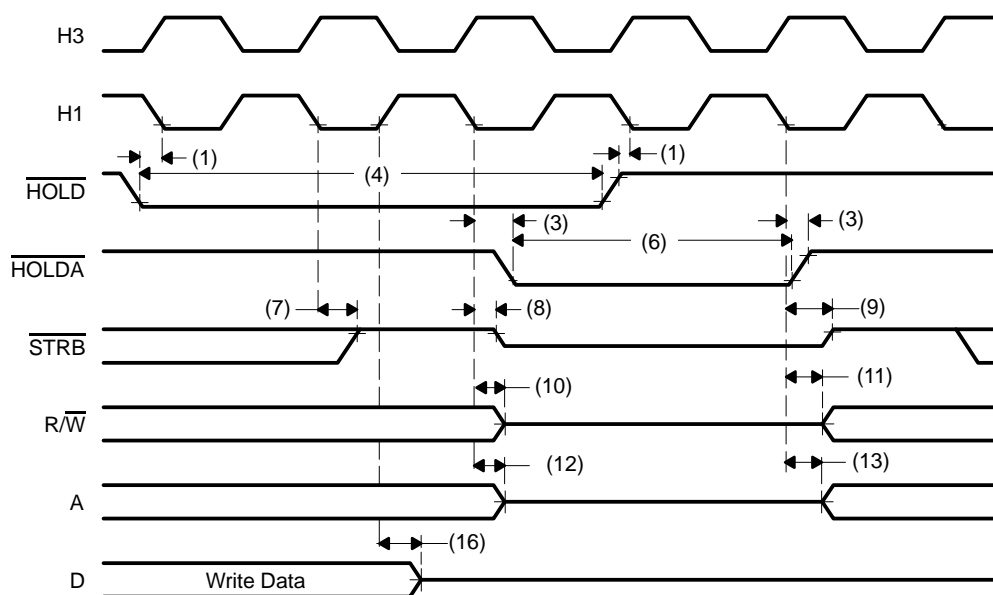 H3
H1
(1) (4) (1)
HOLD
(3) (6) (3)
HOLDA
(7) (8) (9)
STRB
(10) (11)
R/W
(12) (13)
A
(16)
D Write Data